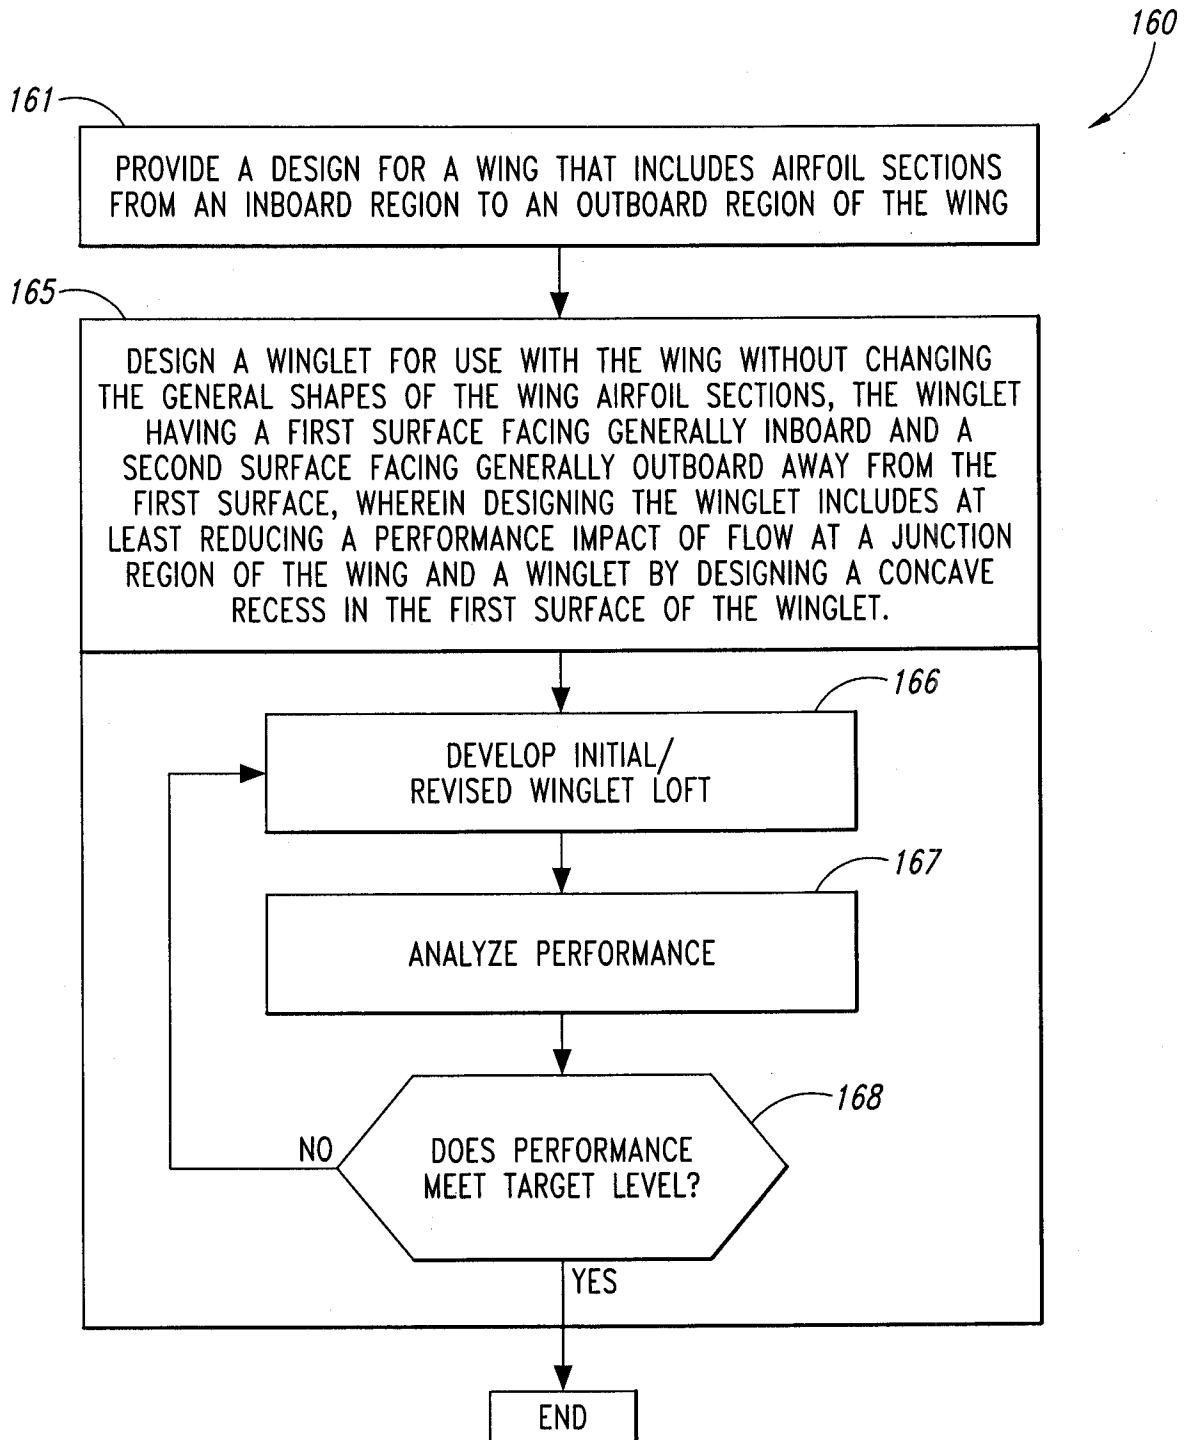 160
161
PROVIDE A DESIGN FOR A WING THAT INCLUDES AIRFOIL SECTIONS
FROM AN INBOARD REGION TO AN OUTBOARD REGION OF THE WING
165
DESIGN A WINGLET FOR USE WITH THE WING WITHOUT CHANGING
THE GENERAL SHAPES OF THE WING AIRFOIL SECTIONS, THE WINGLET
HAVING A FIRST SURFACE FACING GENERALLY INBOARD AND A
SECOND SURFACE FACING GENERALLY OUTBOARD AWAY FROM THE
FIRST SURFACE, WHEREIN DESIGNING THE WINGLET INCLUDES AT
LEAST REDUCING A PERFORMANCE IMPACT OF FLOW AT A JUNCTION
REGION OF THE WING AND A WINGLET BY DESIGNING A CONCAVE
RECESS IN THE FIRST SURFACE OF THE WINGLET.
166
DEVELOP INITIAL/
REVISED WINGLET LOFT
167
ANALYZE PERFORMANCE
168
NO
DOES PERFORMANCE
MEET TARGET LEVEL?
YES
END